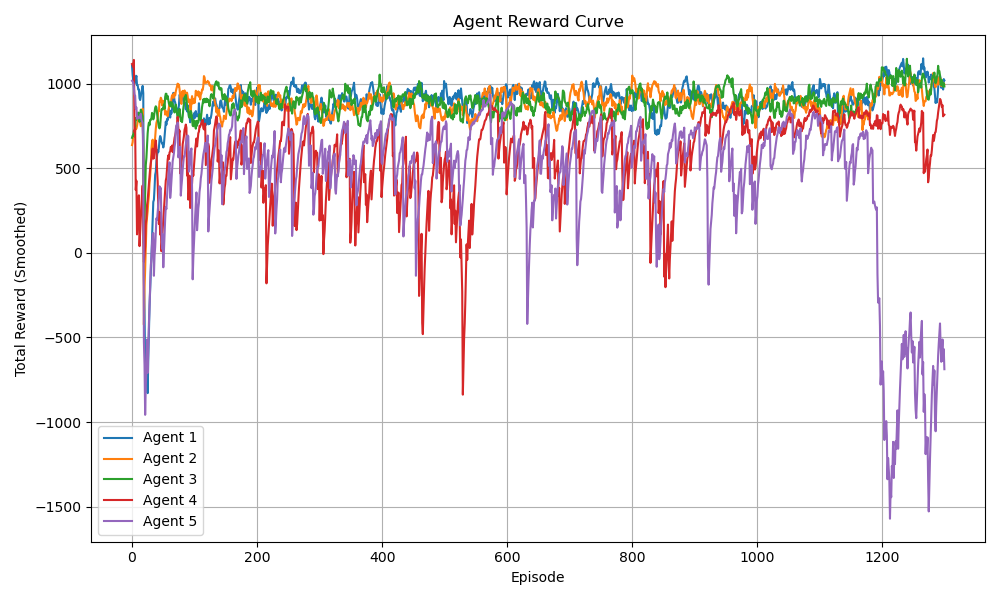 Agent Reward Curve
Total Reward (Smoothed)
1000
500
0
−500
−1000
−1500
Agent 1
Agent 2
Agent 3
Agent 4
Agent 5
0 200 400 600 800 1000 1200
Episode